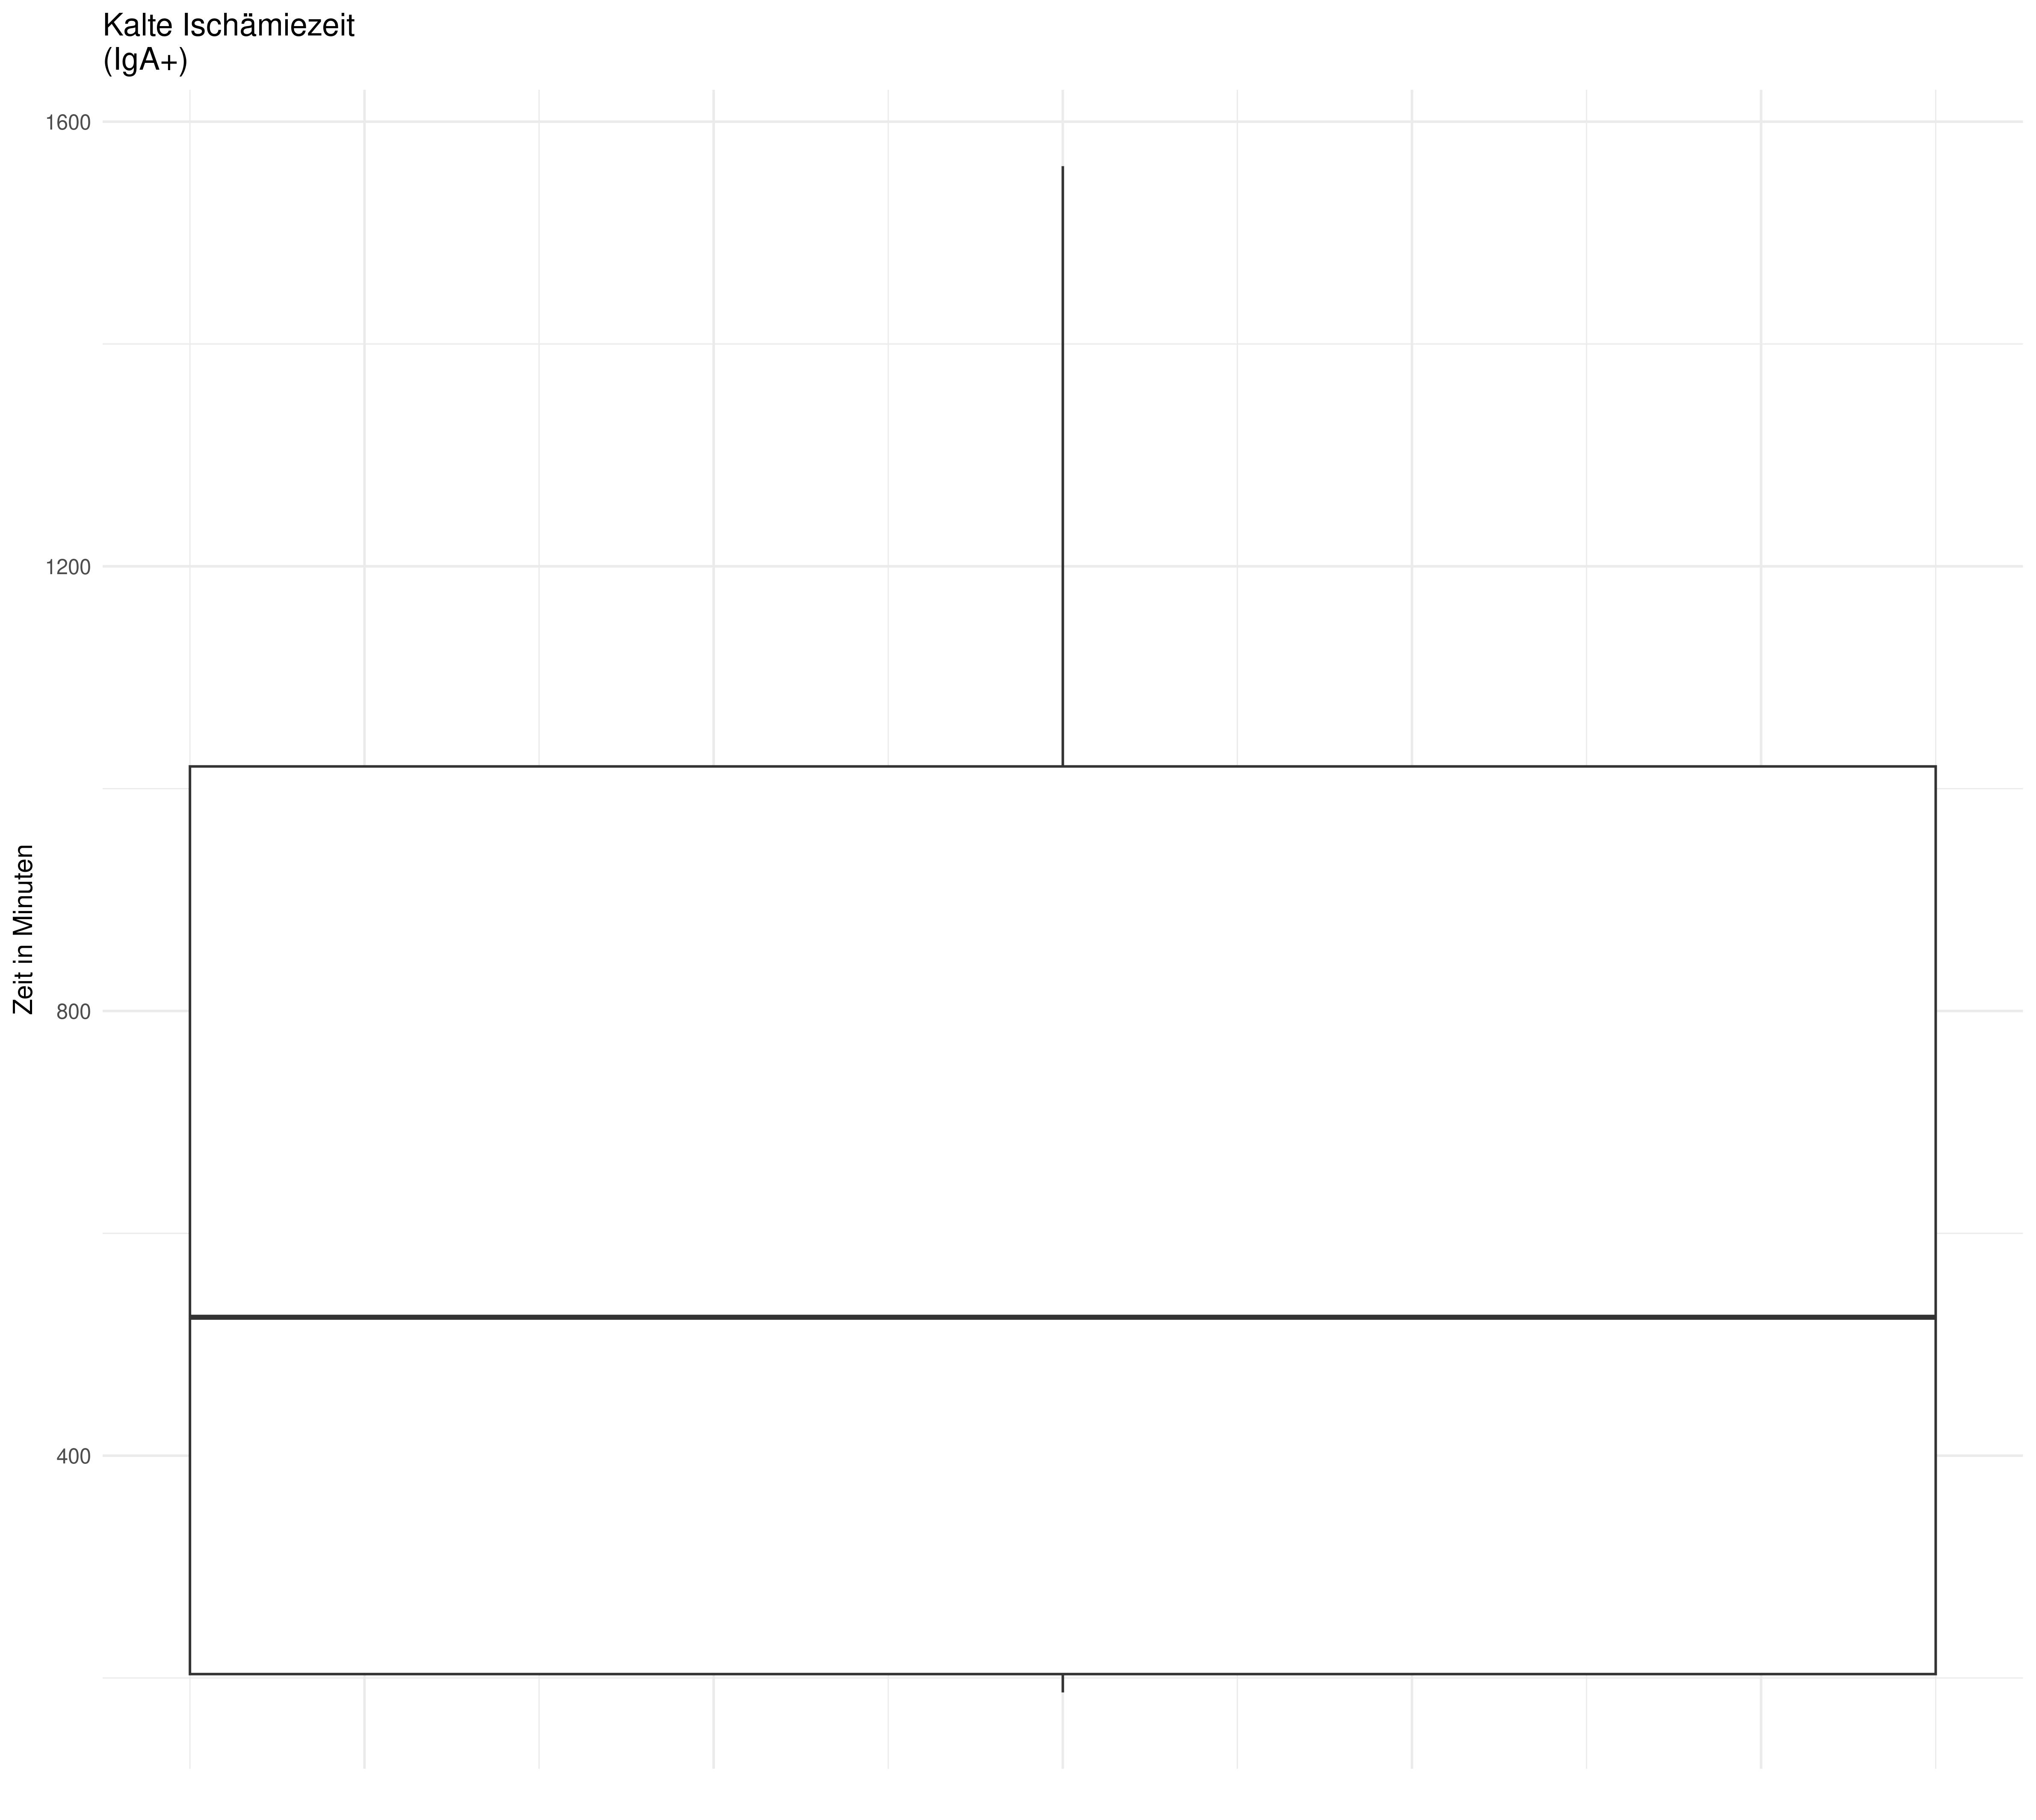 Kalte Ischämiezeit
(IgA+)
1600
1200
800
400
Zeit in Minuten